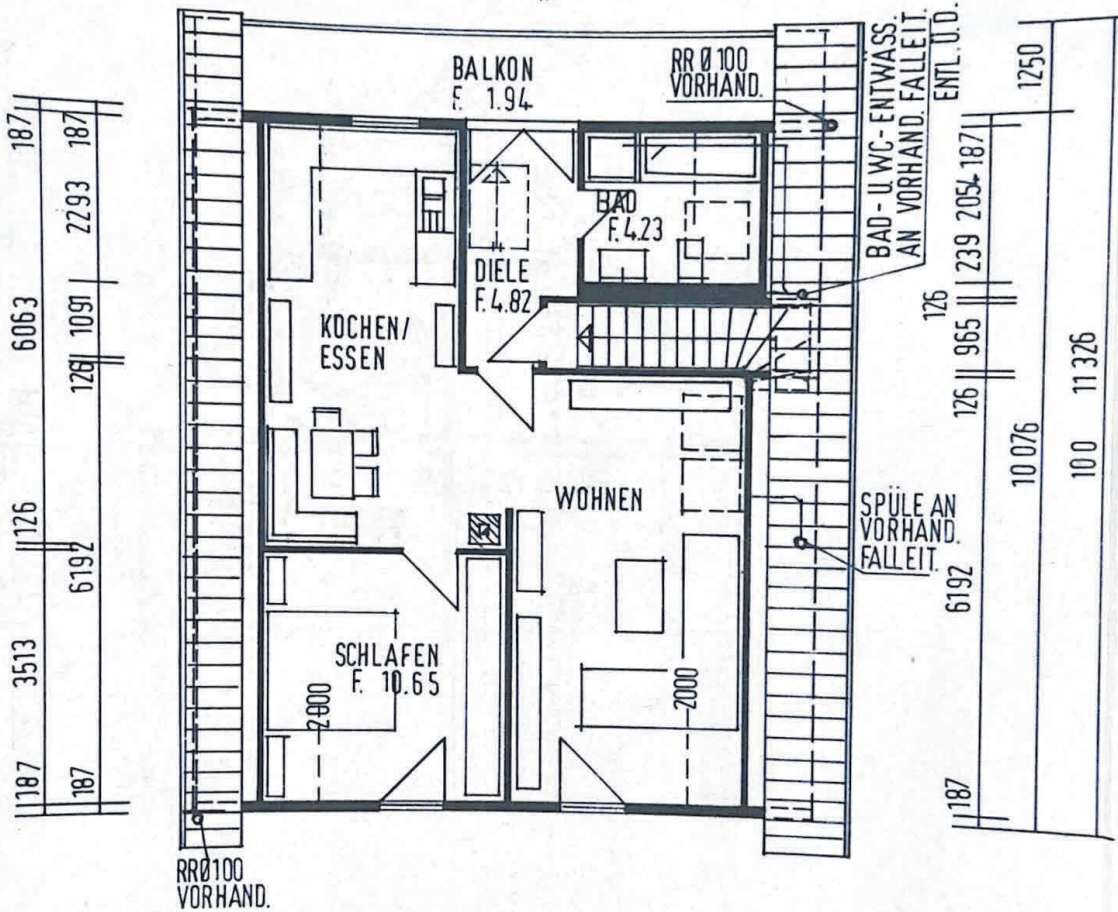 BALKON
F. 1.94
RR Ø 100
VORHAND.
BAD- U. WC- ENTWÄSS.
AN VORHAND. FALLEIT.
ENTL. Ü. D.
BAD
F. 4.23
DIELE
F. 4.82
KOCHEN/
ESSEN
WOHNEN
SPÜLE AN
VORHAND.
FALLEIT.
SCHLAFEN
F. 10.65
2000
2000
RRØ100
VORHAND.
187
6063
126
3513
187
187
2293
1091
126
6192
187
187
2054
239
126
965
126
6192
187
1250
10 076
11 326
100